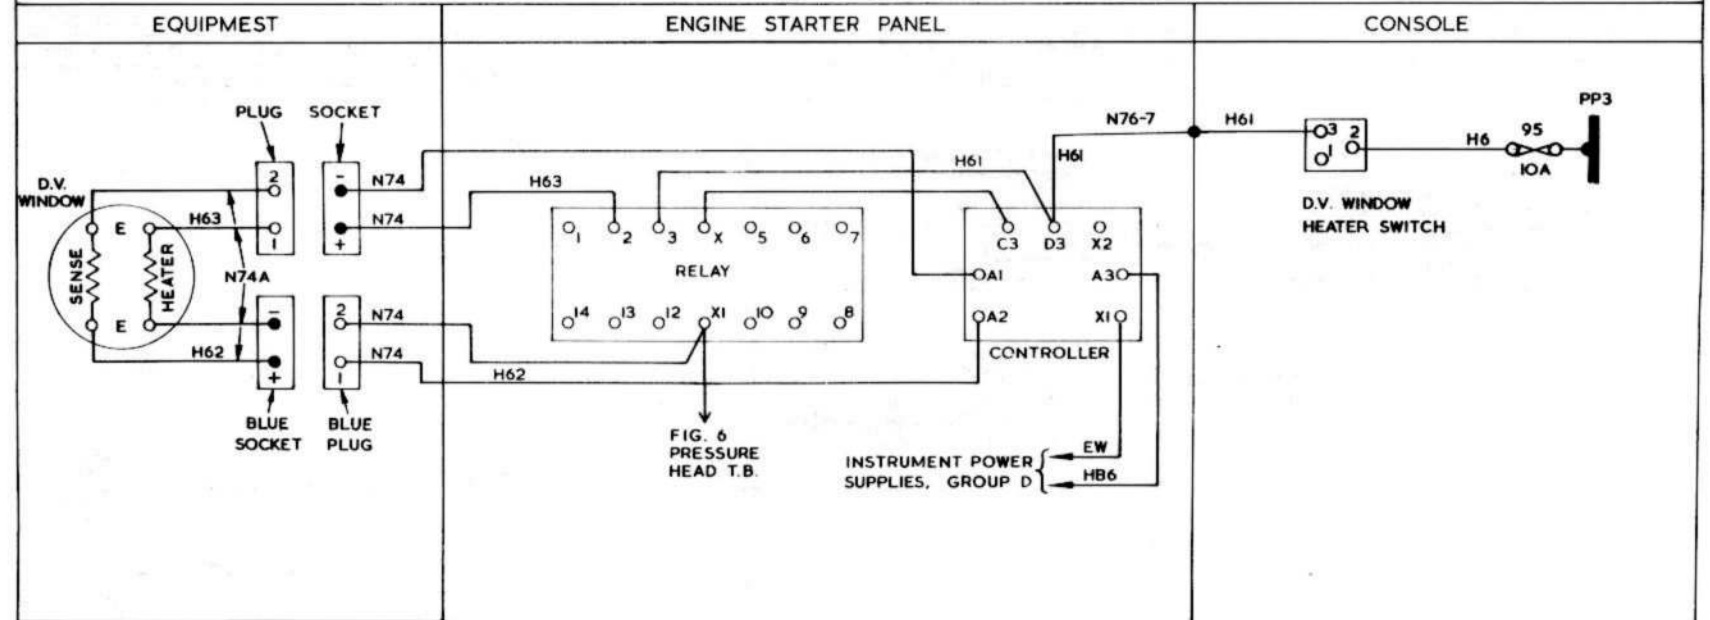 EQUIPMEST
ENGINE STARTER PANEL
CONSOLE
PLUG
SOCKET
D.V.
WINDOW
2
1
-
+
N74
N74
H63
E
E
SENSE
HEATER
N74A
H62
-
+
2
1
N74
N74
BLUE
SOCKET
BLUE
PLUG
H63
H61
H61
N76-7
1
2
3
X
5
6
7
RELAY
14
13
12
X1
10
9
8
H62
FIG. 6
PRESSURE
HEAD T.B.
C3
D3
X2
A1
A3
A2
X1
CONTROLLER
INSTRUMENT POWER
SUPPLIES, GROUP D
EW
HB6
H61
3
2
1
H6
95
10A
PP3
D.V. WINDOW
HEATER SWITCH